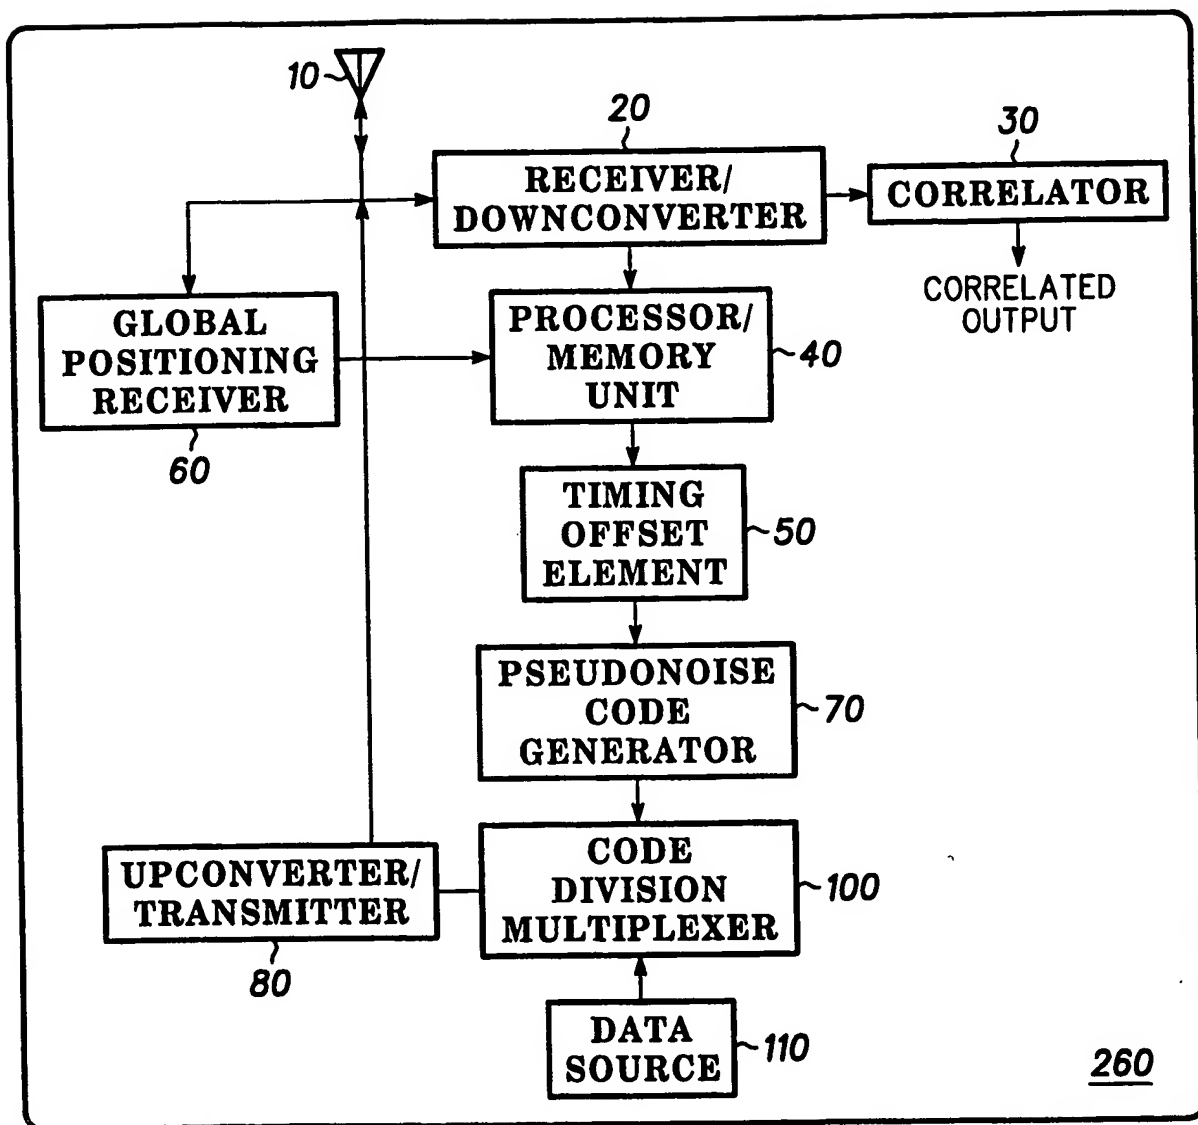 10
20
30
RECEIVER/
DOWNCONVERTER
CORRELATOR
CORRELATED
OUTPUT
GLOBAL
POSITIONING
RECEIVER
60
PROCESSOR/
MEMORY
UNIT
40
TIMING
OFFSET
ELEMENT
50
PSEUDONOISE
CODE
GENERATOR
70
UPCONVERTER/
TRANSMITTER
80
CODE
DIVISION
MULTIPLEXER
100
DATA
SOURCE
110
260